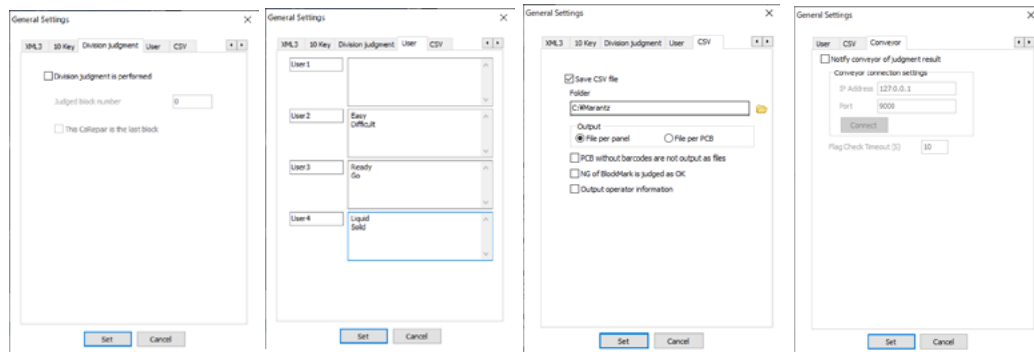 General Settings
XML3 10 Key Division judgment User CSV
Division judgment is performed
Judged block number 0
This CaRepair is the last block
Set Cancel
General Settings
XML3 10 Key Division judgment User CSV
User1
User2
Easy
Difficult
User3
Ready
Go
User4
Liquid
Solid
Set Cancel
General Settings
XML3 10 Key Division judgment User CSV
Save CSV file
Folder
C:¥Marantz
Output
File per panel File per PCB
PCB without barcodes are not output as files
NG of BlockMark is judged as OK
Output operator information
Set Cancel
General Settings
User CSV Conveyor
Notify conveyor of judgment result
Conveyor connection settings
IP Address 127.0.0.1
Port 9000
Connect
Flag Check Timeout (S) 10
Set Cancel